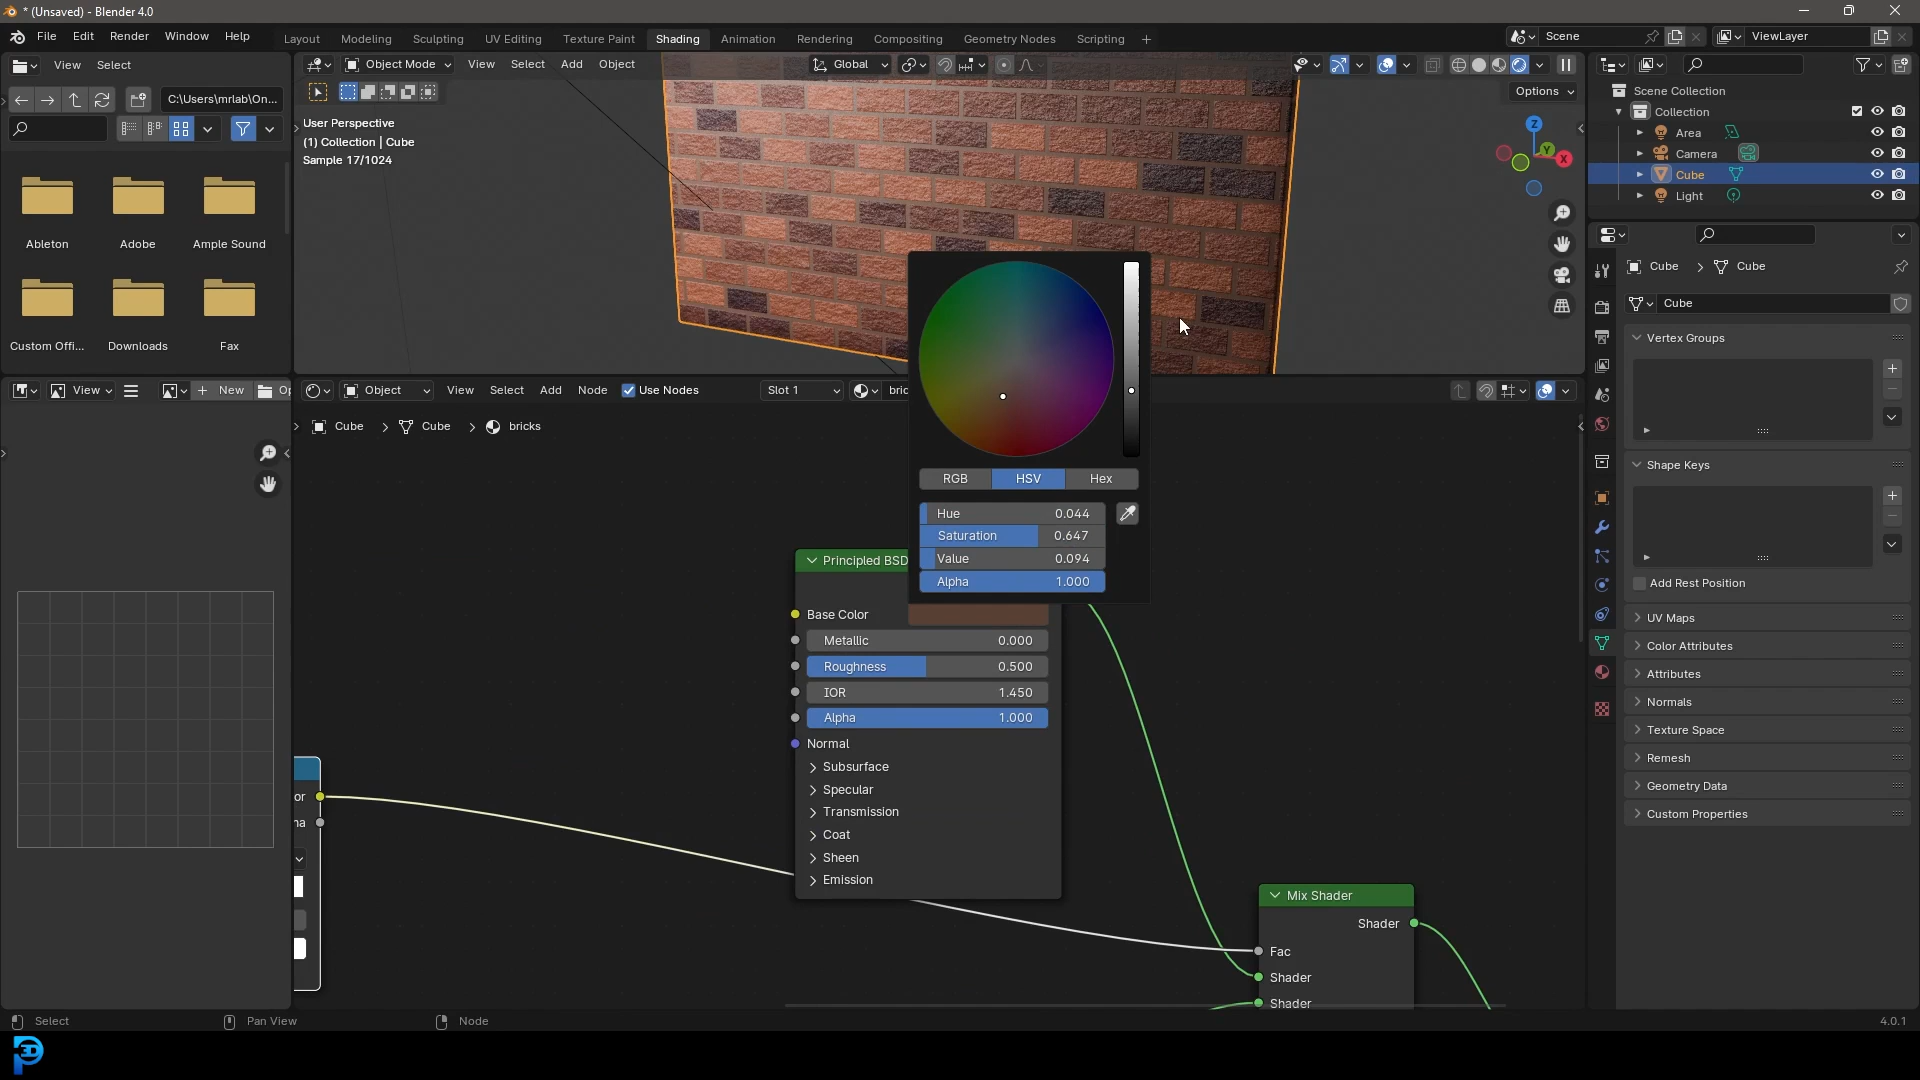 * (Unsaved) - Blender 4.0
File Edit Render Window Help
Layout Modeling Sculpting UV Editing Texture Paint Shading Animation Rendering Compositing Geometry Nodes Scripting +
Scene
ViewLayer
View Select
Object Mode View Select Add Object
Global
Options
C:\Users\mrlab\On...
User Perspective
(1) Collection | Cube
Sample 17/1024
Z
Y
X
Ableton Adobe Ample Sound
Custom Offi... Downloads Fax
Scene Collection
Collection
Area
Camera
Cube
Light
Cube > Cube
Cube
Vertex Groups
Shape Keys
Add Rest Position
UV Maps
Color Attributes
Attributes
Normals
Texture Space
Remesh
Geometry Data
Custom Properties
View
+ New
Op
Object View Select Add Node Use Nodes Slot 1 bric
Cube > Cube > bricks
RGB HSV Hex
Hue 0.044
Saturation 0.647
Value 0.094
Alpha 1.000
Principled BSD
Base Color
Metallic 0.000
Roughness 0.500
IOR 1.450
Alpha 1.000
Normal
Subsurface
Specular
Transmission
Coat
Sheen
Emission
or
ha
Mix Shader
Shader
Fac
Shader
Shader
Select Pan View Node
4.0.1